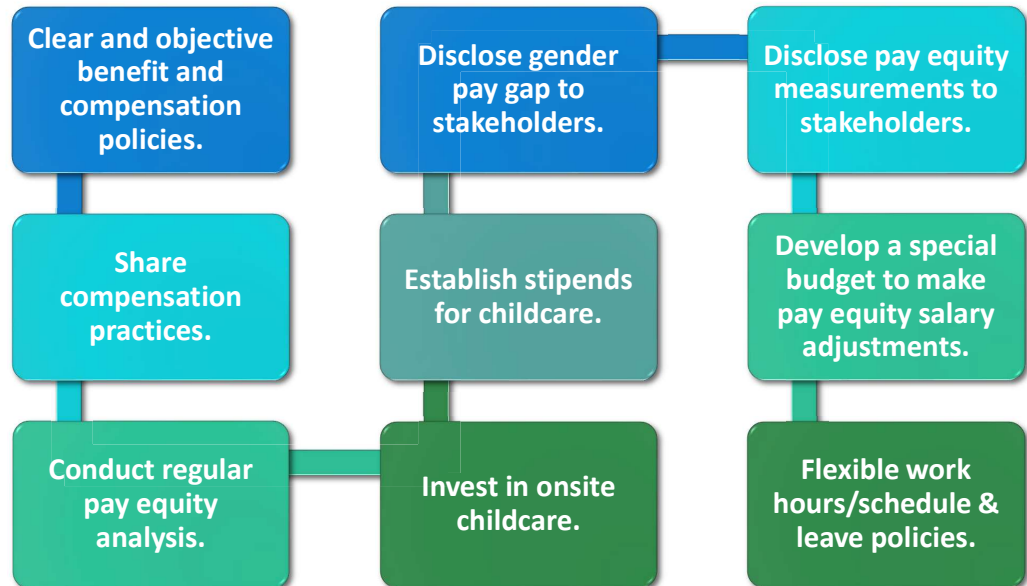 Clear and objective
benefit and
compensation
policies.
Share
compensation
practices.
Conduct regular
pay equity
analysis.
Invest in onsite
childcare.
Establish stipends
for childcare.
Disclose gender
pay gap to
stakeholders.
Disclose pay equity
measurements to
stakeholders.
Develop a special
budget to make
pay equity salary
adjustments.
Flexible work
hours/schedule &
leave policies.